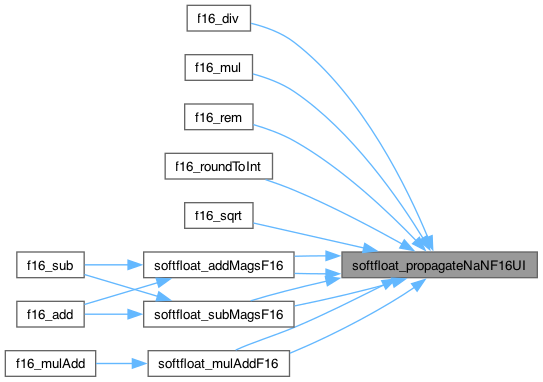 f16_div
f16_mul
f16_rem
f16_roundToInt
f16_sqrt
softfloat_propagateNaNF16UI
f16_sub
softfloat_addMagsF16
f16_add
softfloat_subMagsF16
f16_mulAdd
softfloat_mulAddF16